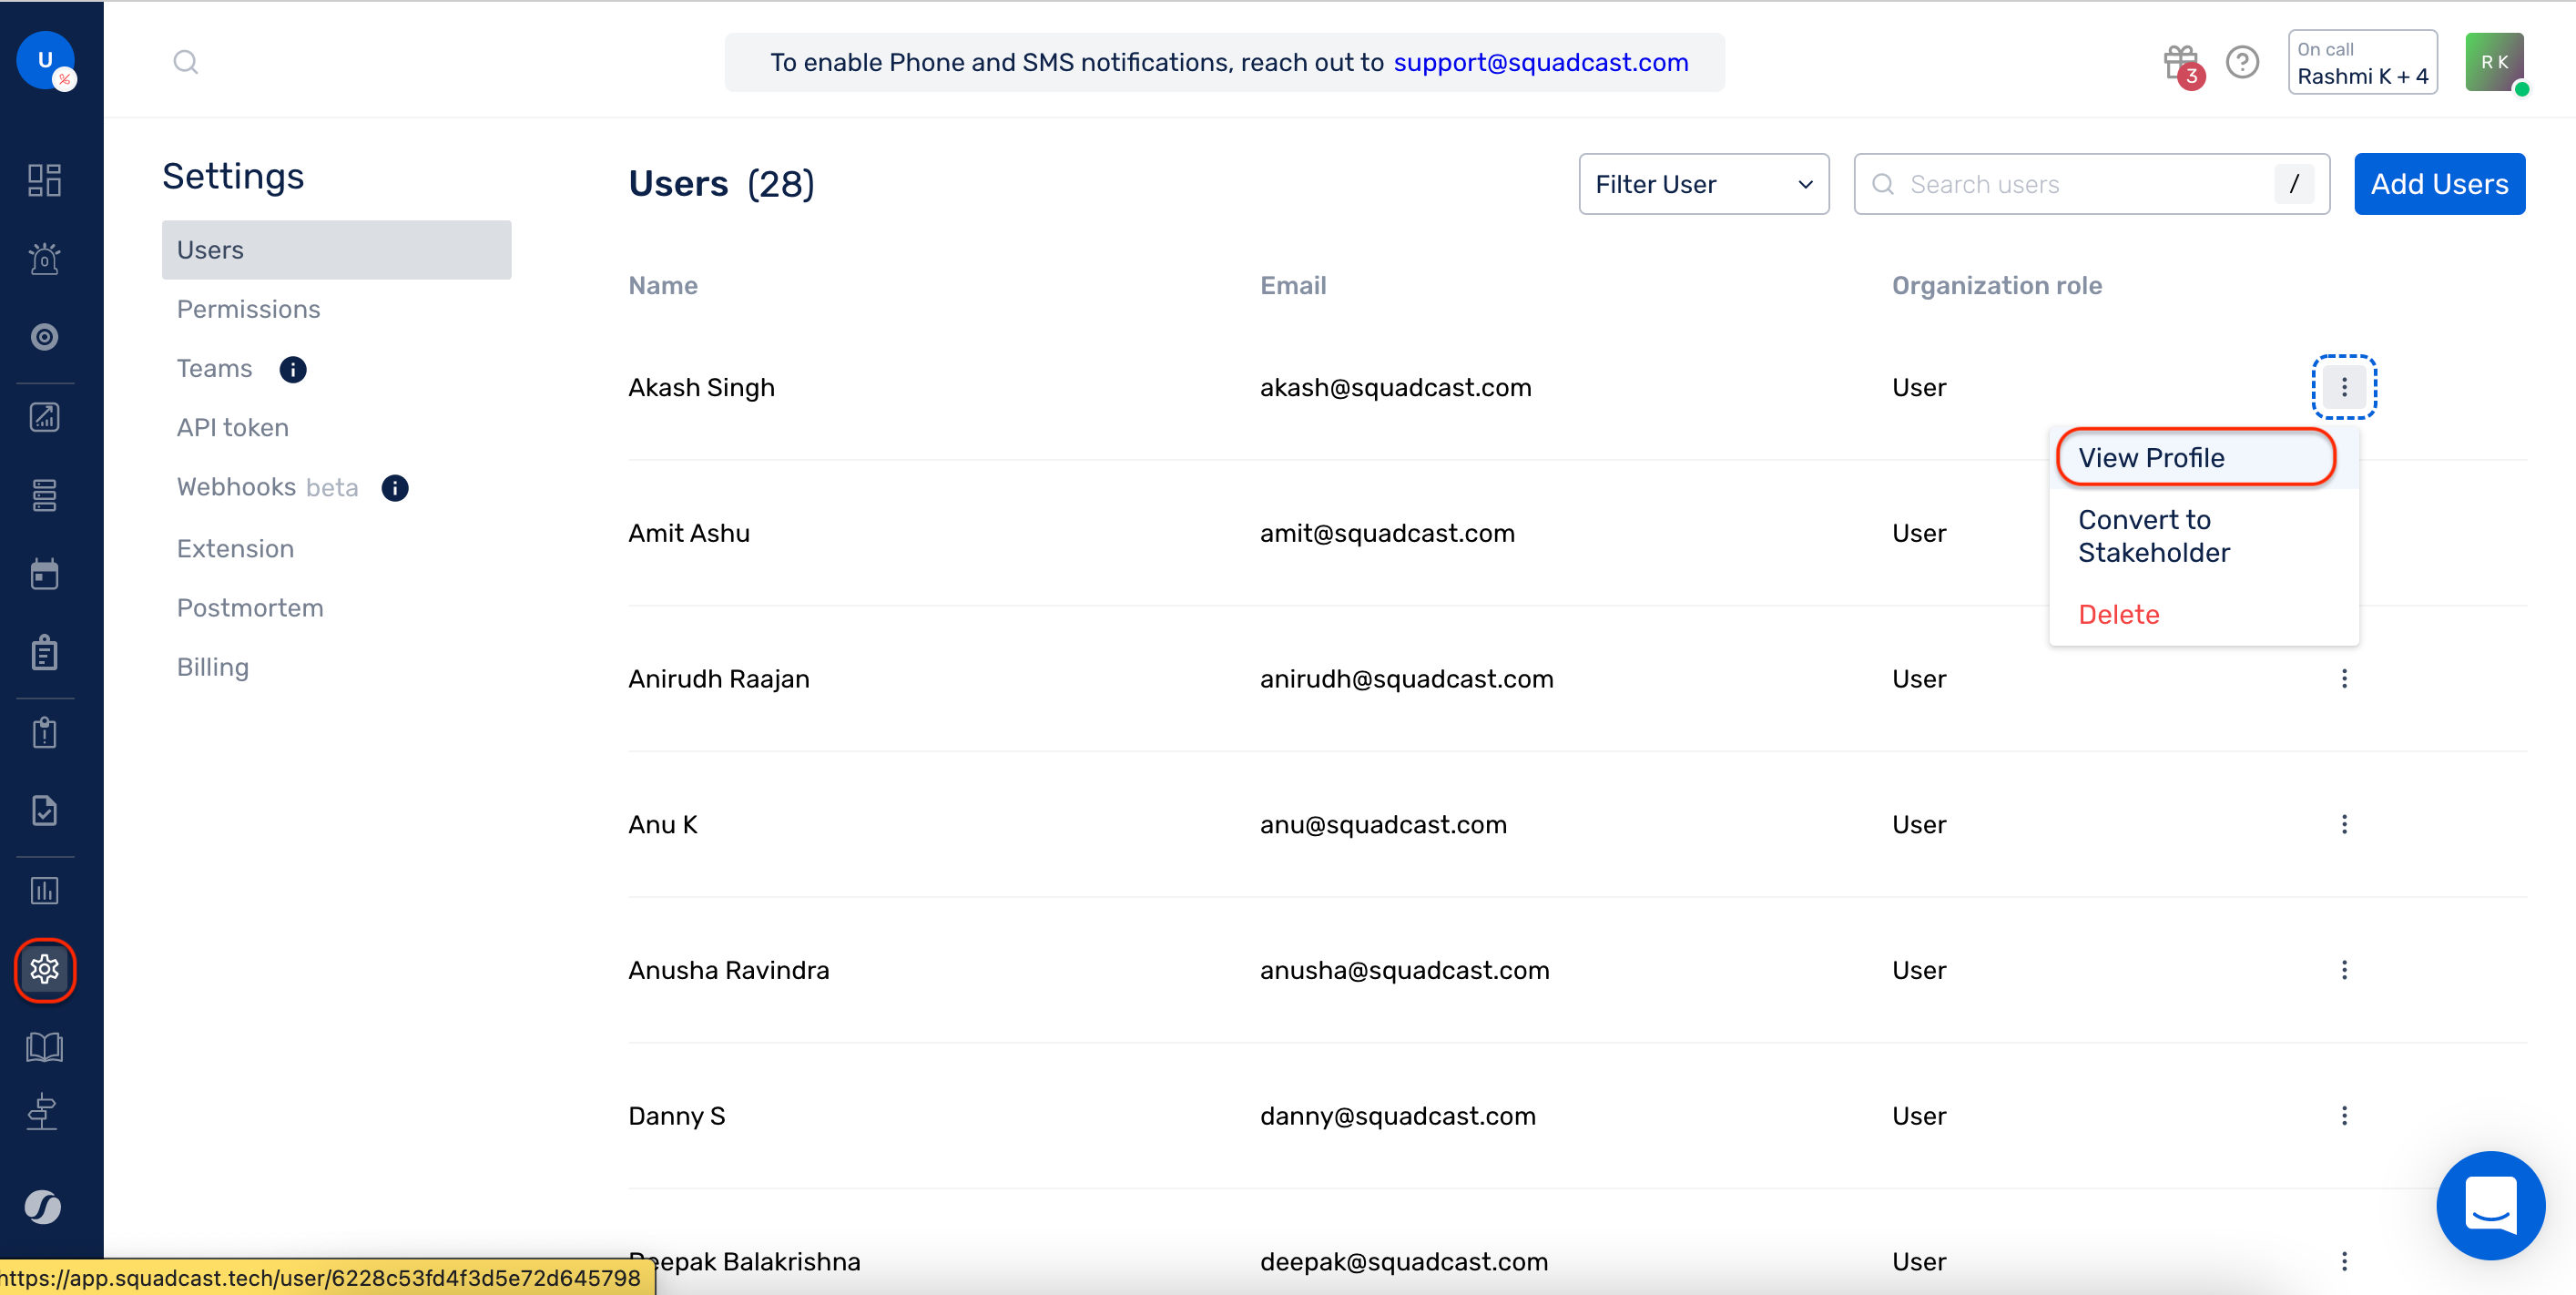 U
To enable Phone and SMS notifications, reach out to support@squadcast.com
3
On call
Rashmi K + 4
R K
Settings
Users
Permissions
Teams
API token
Webhooks beta
Extension
Postmortem
Billing
Users (28)
Filter User
Search users
/
Add Users
Name Email Organization role
Akash Singh akash@squadcast.com User
View Profile
Convert to
Stakeholder
Delete
Amit Ashu amit@squadcast.com User
Anirudh Raajan anirudh@squadcast.com User
Anu K anu@squadcast.com User
Anusha Ravindra anusha@squadcast.com User
Danny S danny@squadcast.com User
Deepak Balakrishna deepak@squadcast.com User
0
https://app.squadcast.tech/user/6228c53fd4f3d5e72d645798